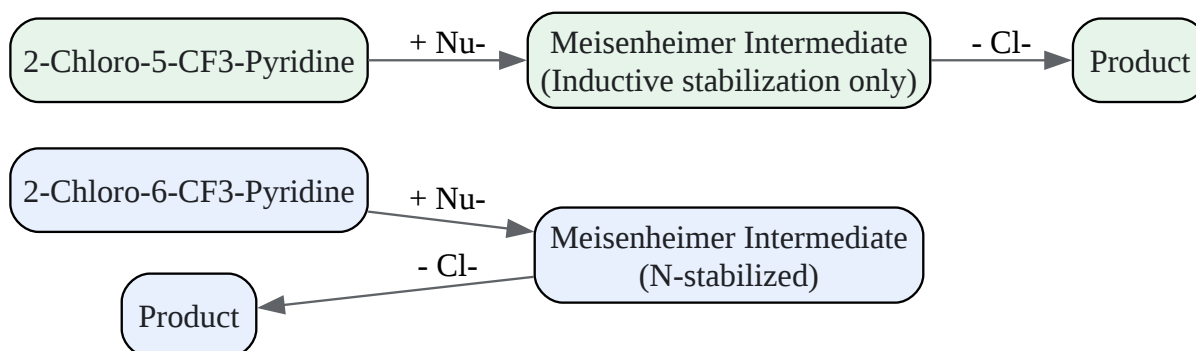 2-Chloro-5-CF3-Pyridine
+ Nu-
Meisenheimer Intermediate
(Inductive stabilization only)
- Cl-
Product
2-Chloro-6-CF3-Pyridine
+ Nu-
Meisenheimer Intermediate
(N-stabilized)
- Cl-
Product